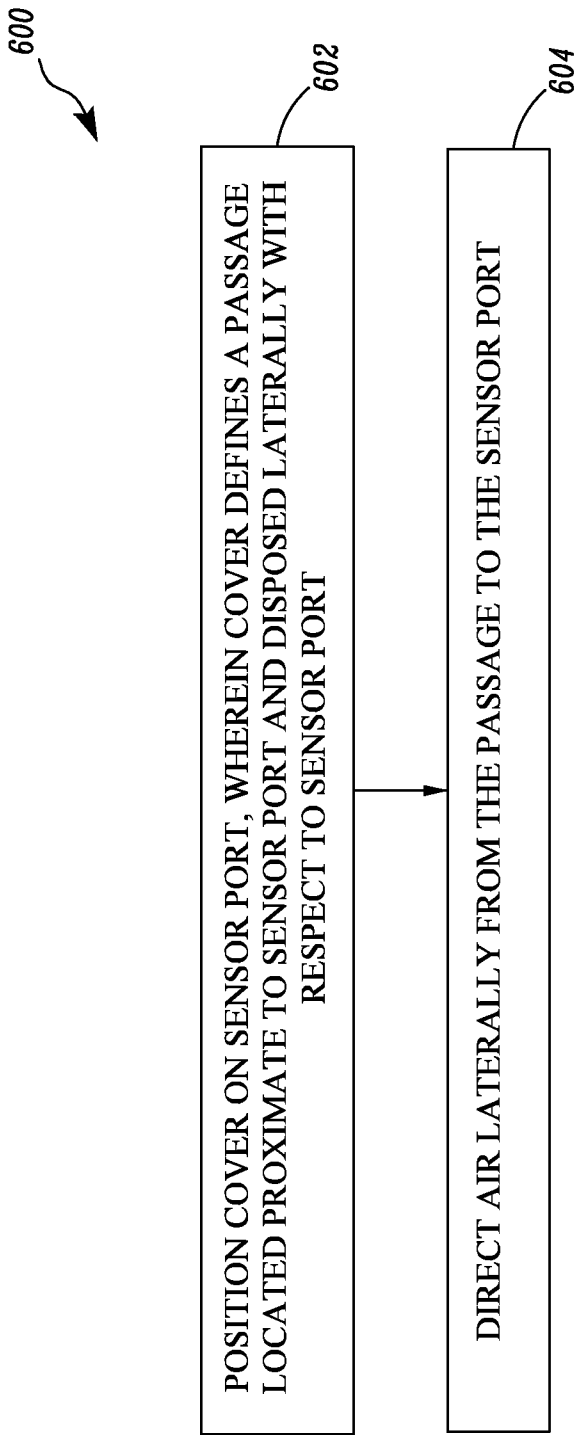 600
602
POSITION COVER ON SENSOR PORT, WHEREIN COVER DEFINES A PASSAGE
LOCATED PROXIMATE TO SENSOR PORT AND DISPOSED LATERALLY WITH
RESPECT TO SENSOR PORT
604
DIRECT AIR LATERALLY FROM THE PASSAGE TO THE SENSOR PORT